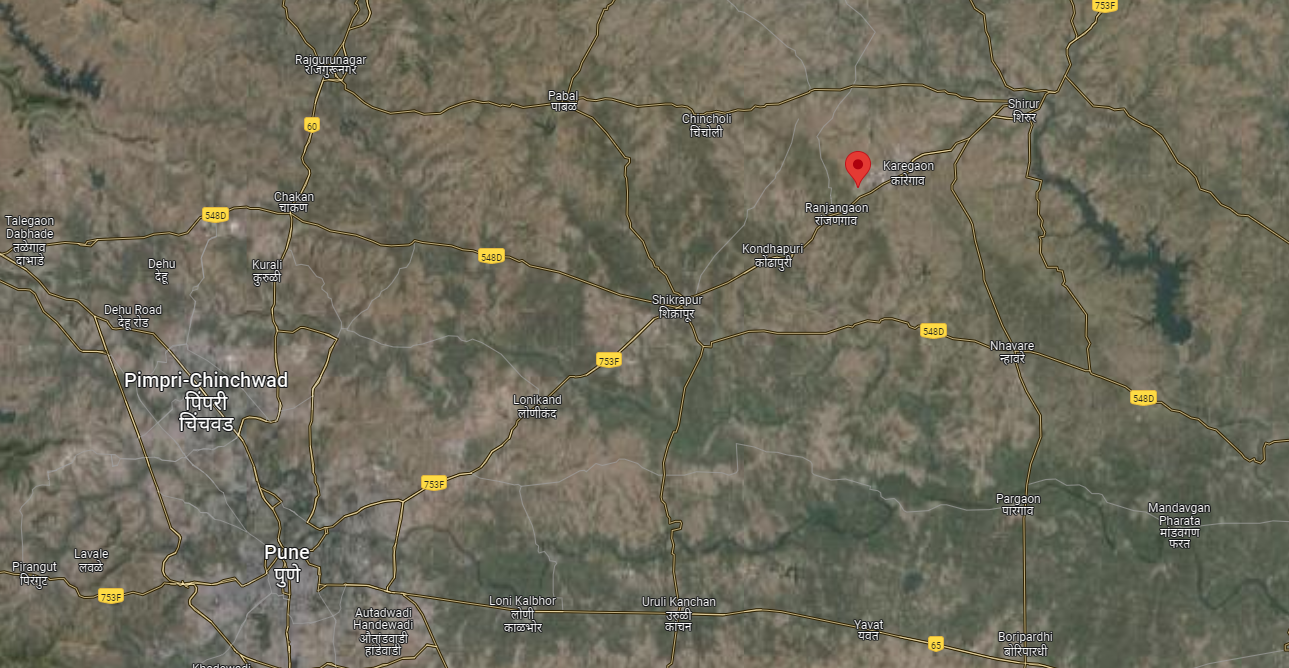 753F
Rajgurunagar
राजगुरूनगर
Pabal
पाबळ
Chincholi
चिंचोली
Shirur
शिरुर
60
Karegaon
करिगाव
Chakan
चाकण
548D
Ranjangaon
राजणगाव
Talegaon
Dabhade
तळेगाव
दाभाडे
Dehu
देहू
Kurali
कुरुळी
548D
Kondhapuri
कोंढापुरी
Dehu Road
देहू रोड
Shikrapur
शिक्रापूर
548D
Nhavare
न्हावरे
753F
Pimpri-Chinchwad
पिंपरी
चिंचवड
Lonikand
लोणीकंद
548D
753F
Pargaon
पारगाव
Mandavgan
Pharata
मांडवगण
फरत
Pune
पुणे
Lavale
लवळे
Pirangut
पिरंगुट
753F
Autadwadi
Handewadi
औताडवाडी
हांडेवाडी
Loni Kalbhor
लोणी
काळभोर
Uruli Kanchan
उरुळी
कांचन
Yavat
यवत
65
Boripardhi
बोरिपारधी